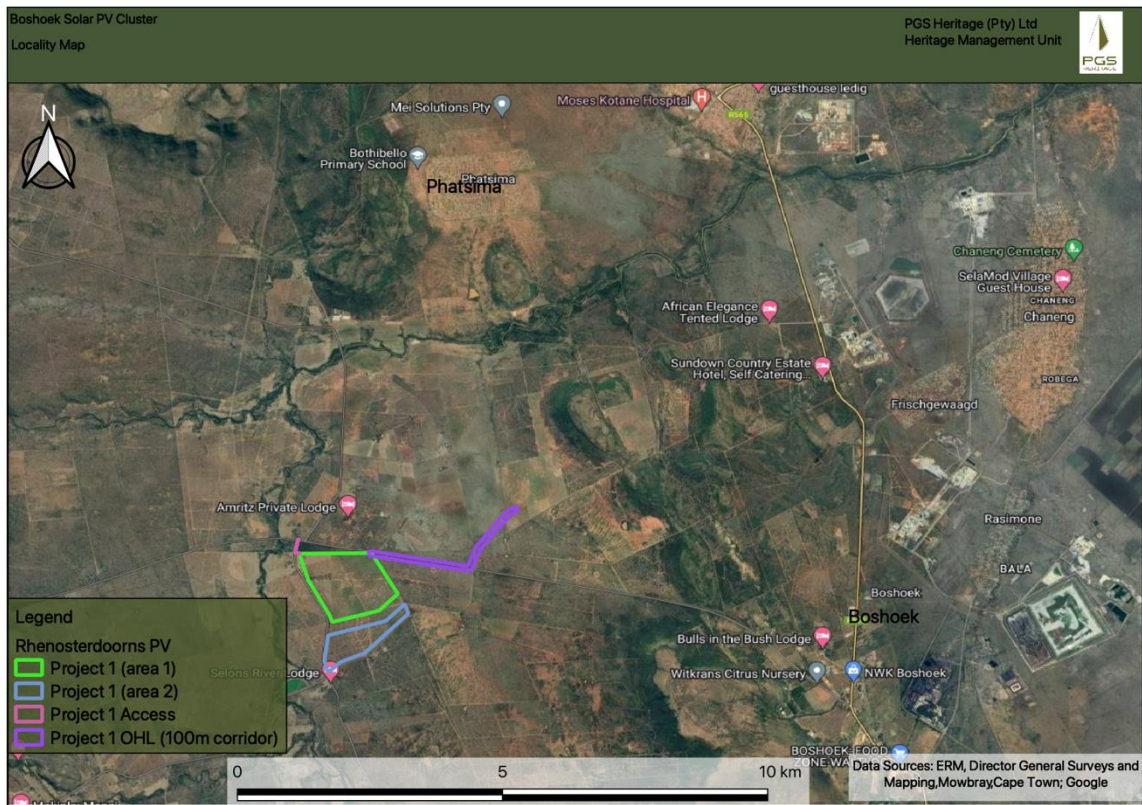 Boshoek Solar PV Cluster
Locality Map
PGS Heritage (Pty) Ltd
Heritage Management Unit
PGS
HERITAGE
N
Mei Solutions Pty
Moses Kotane Hospital
guesthouse ledig
R565
Bothibello
Primary School
Phatsima
Phatsima
Chaneng Cemetery
SelaMod Village
Guest House
CHANENG
Chaneng
African Elegance
Tented Lodge
Sundown Country Estate
Hotel, Self Catering...
ROBEGA
Frischgewaagd
Amritz Private Lodge
Rasimone
BALA
Boshoek
Boshoek
Bulls in the Bush Lodge
Witkrans Citrus Nursery
NWK Boshoek
Selons River Lodge
BOSHOEK FOOD
Legend
Rhenosterdoorns PV
Project 1 (area 1)
Project 1 (area 2)
Project 1 Access
Project 1 OHL (100m corridor)
0 5 10 km
Data Sources: ERM, Director General Surveys and
Mapping,Mowbray,Cape Town; Google